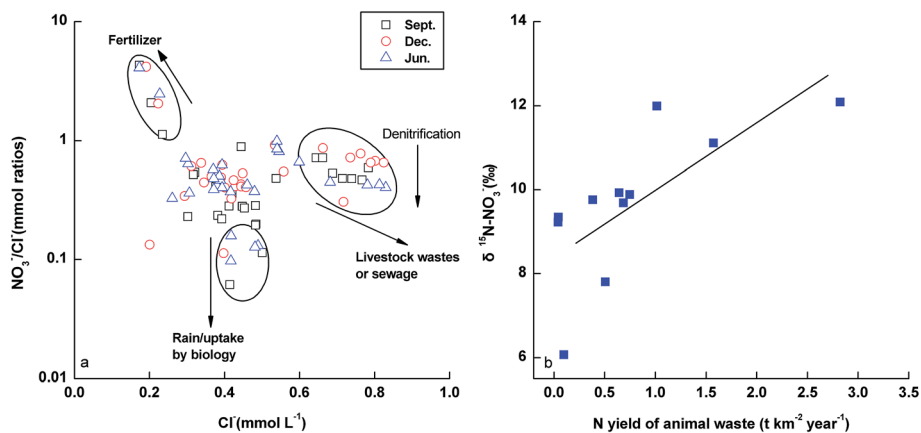 10
1
0.1
0.01
0.0
0.2
0.4
0.6
0.8
1.0
NO₃⁻/Cl⁻(mmol ratios)
Cl⁻(mmol L⁻¹)
Fertilizer
Sept.
Dec.
Jun.
Denitrification
Livestock wastes
or sewage
Rain/uptake
by biology
a
14
12
10
8
6
0.0
0.5
1.0
1.5
2.0
2.5
3.0
3.5
δ ¹⁵N-NO₃⁻(‰)
N yield of animal waste (t km⁻² year⁻¹)
b